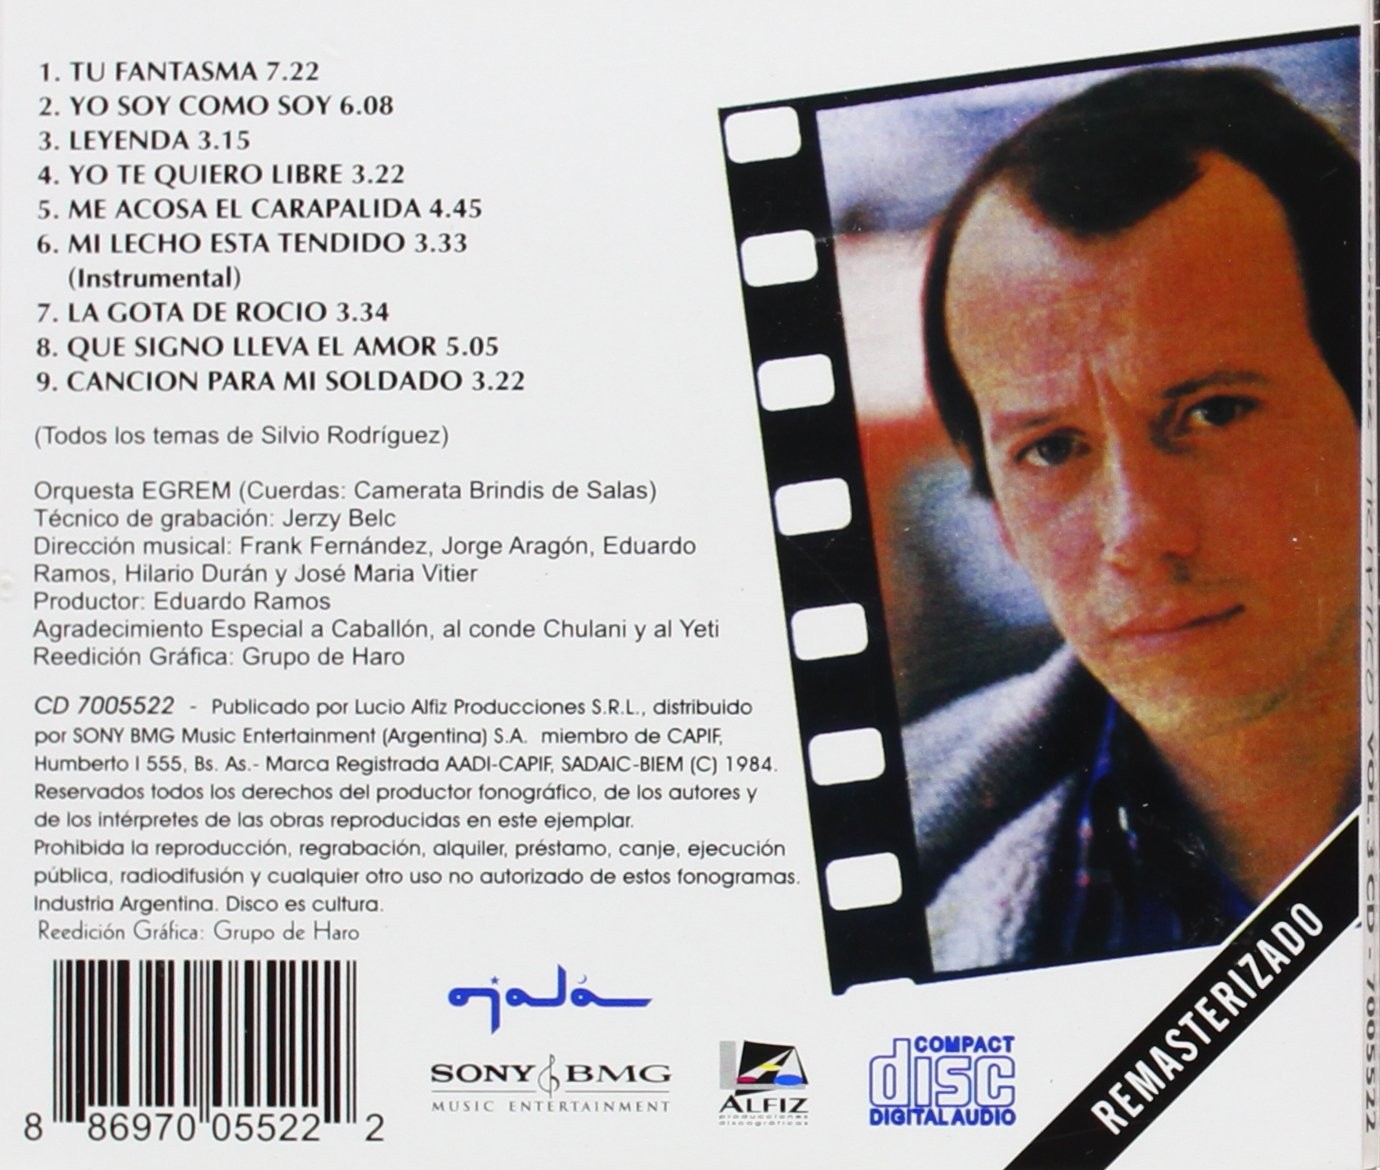 1. TU FANTASMA 7.22
2. YO SOY COMO SOY 6.08
3. LEYENDA 3.15
4. YO TE QUIERO LIBRE 3.22
5. ME ACOSA EL CARAPALIDA 4.45
6. MI LECHO ESTA TENDIDO 3.33
(Instrumental)
7. LA GOTA DE ROCIO 3.34
8. QUE SIGNO LLEVA EL AMOR 5.05
9. CANCION PARA MI SOLDADO 3.22
(Todos los temas de Silvio Rodríguez)
Orquesta EGREM (Cuerdas: Camerata Brindis de Salas)
Técnico de grabación: Jerzy Belc
Dirección musical: Frank Fernández, Jorge Aragón, Eduardo
Ramos, Hilario Durán y José Maria Vitier
Productor: Eduardo Ramos
Agradecimiento Especial a Caballón, al conde Chulani y al Yeti
Reedición Gráfica: Grupo de Haro
CD 7005522 - Publicado por Lucio Alfiz Producciones S.R.L., distribuido
por SONY BMG Music Entertainment (Argentina) S.A. miembro de CAPIF,
Humberto I 555, Bs. As.- Marca Registrada AADI-CAPIF, SADAIC-BIEM (C) 1984.
Reservados todos los derechos del productor fonográfico, de los autores y
de los intérpretes de las obras reproducidas en este ejemplar.
Prohibida la reproducción, regrabación, alquiler, préstamo, canje, ejecución
pública, radiodifusión y cualquier otro uso no autorizado de estos fonogramas.
Industria Argentina. Disco es cultura.
Reedición Gráfica: Grupo de Haro
8 86970 05522 2
ojalá
SONY BMG
MUSIC ENTERTAINMENT
ALFIZ
producciones
discográficas
COMPACT
disc
DIGITAL AUDIO
REMASTERIZADO
VOL. 3 CD - 7005522